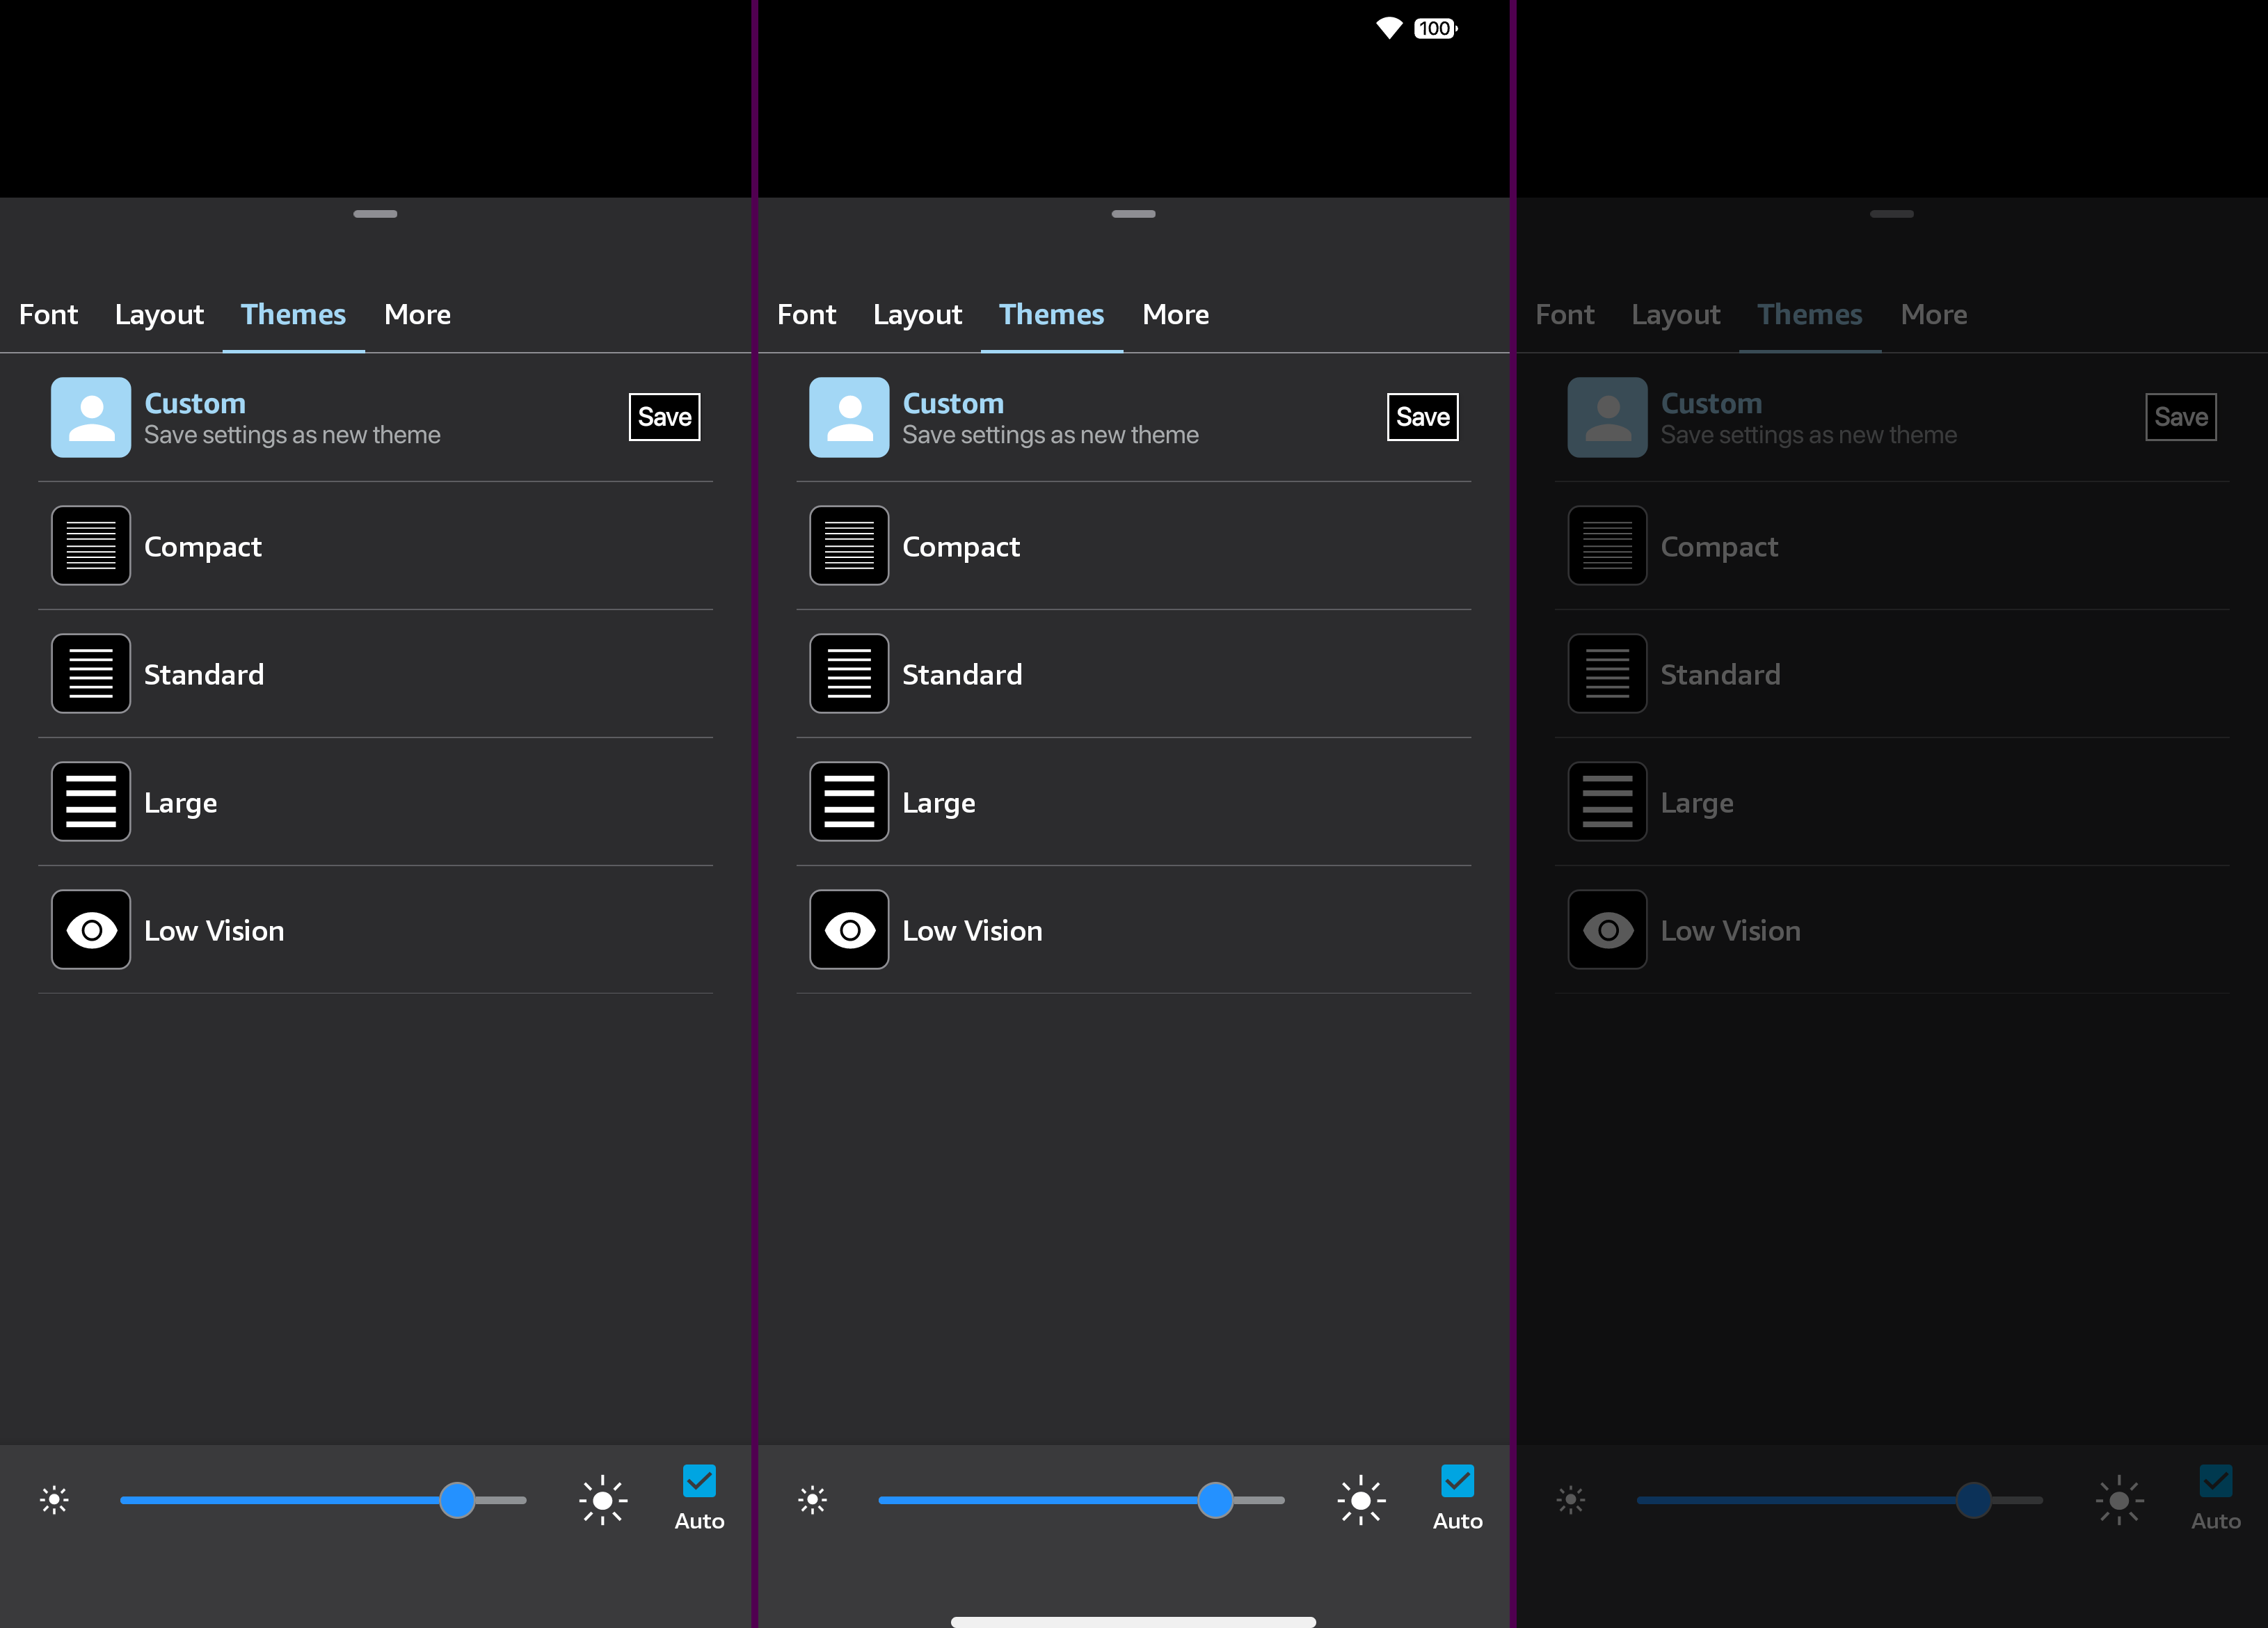 Font Layout Themes More
Custom
Save settings as new theme
Save
Compact
Standard
Large
Low Vision
Auto
100
Font Layout Themes More
Custom
Save settings as new theme
Save
Compact
Standard
Large
Low Vision
Auto
Font Layout Themes More
Custom
Save settings as new theme
Save
Compact
Standard
Large
Low Vision
Auto